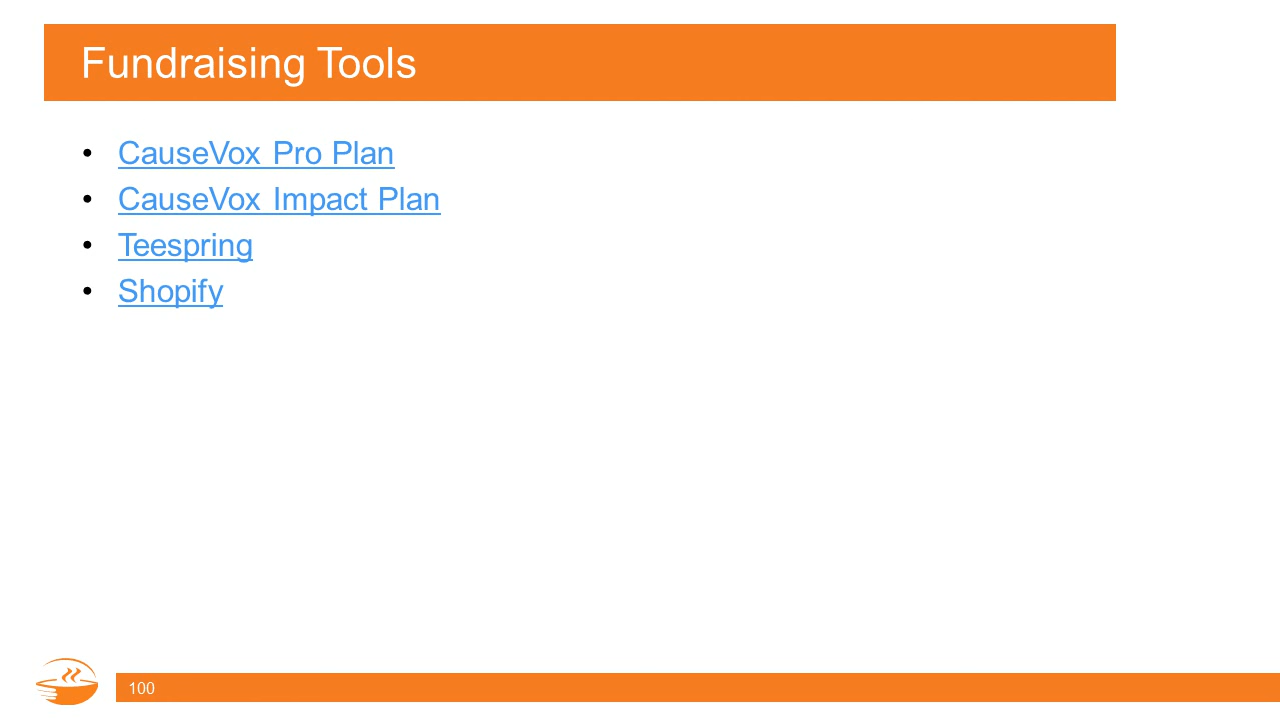 Fundraising Tools
• CauseVox Pro Plan
• CauseVox Impact Plan
• Teespring
• Shopify
100